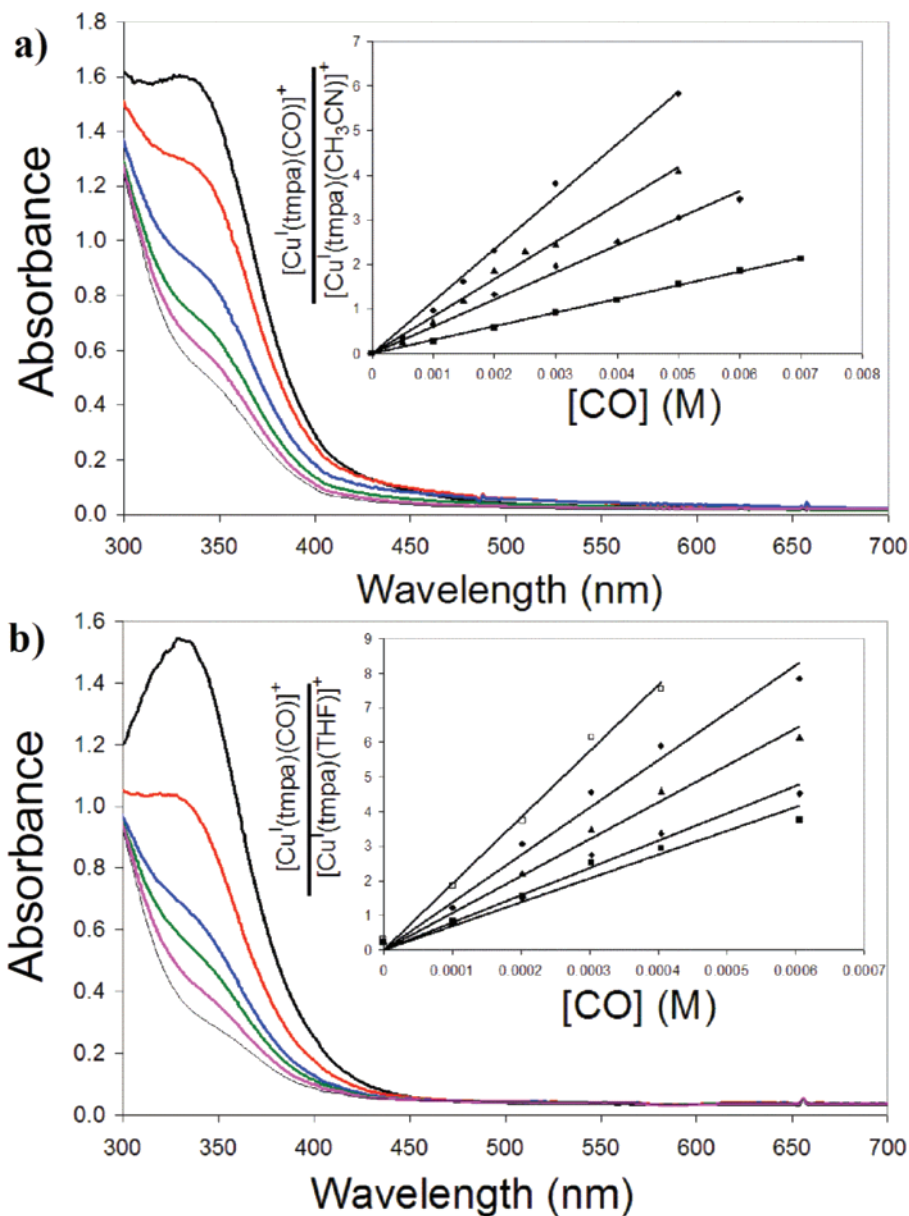 a)
Absorbance
1.8
1.6
1.4
1.2
1.0
0.8
0.6
0.4
0.2
0.0
300 350 400 450 500 550 600 650 700
Wavelength (nm)
[Cuᴵ(tmpa)(CO)]⁺
[Cuᴵ(tmpa)(CH₃CN)]⁺
7
6
5
4
3
2
1
0
0 0.001 0.002 0.003 0.004 0.005 0.006 0.007 0.008
[CO] (M)
b)
Absorbance
1.6
1.4
1.2
1.0
0.8
0.6
0.4
0.2
0.0
300 350 400 450 500 550 600 650 700
Wavelength (nm)
[Cuᴵ(tmpa)(CO)]⁺
[Cuᴵ(tmpa)(THF)]⁺
9
8
7
6
5
4
3
2
1
0
0 0.0001 0.0002 0.0003 0.0004 0.0005 0.0006 0.0007
[CO] (M)